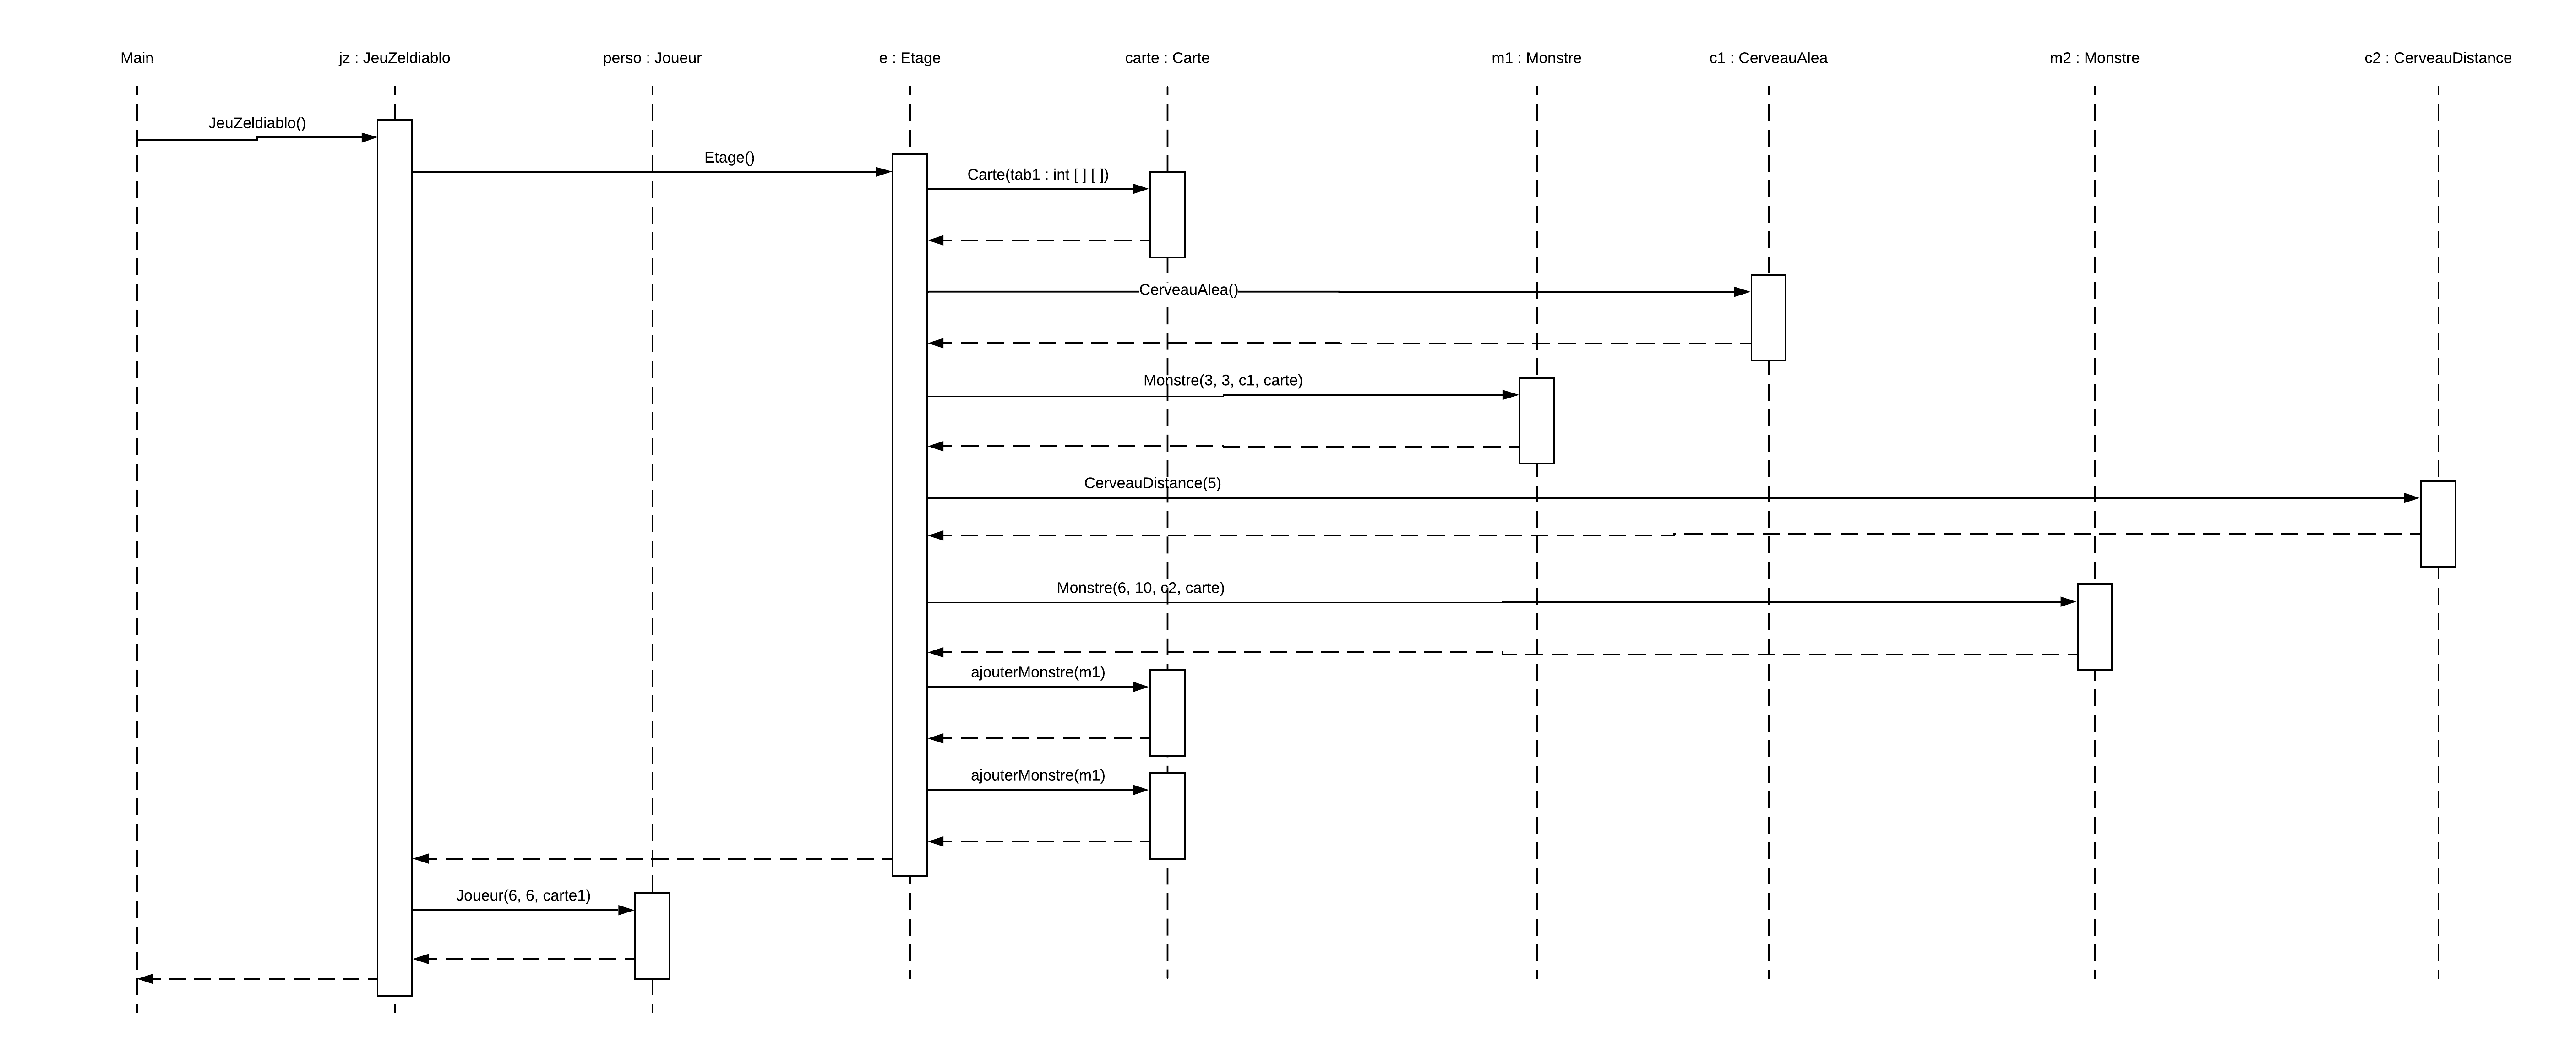 Main
jz : JeuZeldiablo
perso : Joueur
e : Etage
carte : Carte
m1 : Monstre
c1 : CerveauAlea
m2 : Monstre
c2 : CerveauDistance
JeuZeldiablo()
Etage()
Carte(tab1 : int [ ] [ ])
CerveauAlea()
Monstre(3, 3, c1, carte)
CerveauDistance(5)
Monstre(6, 10, c2, carte)
ajouterMonstre(m1)
ajouterMonstre(m1)
Joueur(6, 6, carte1)